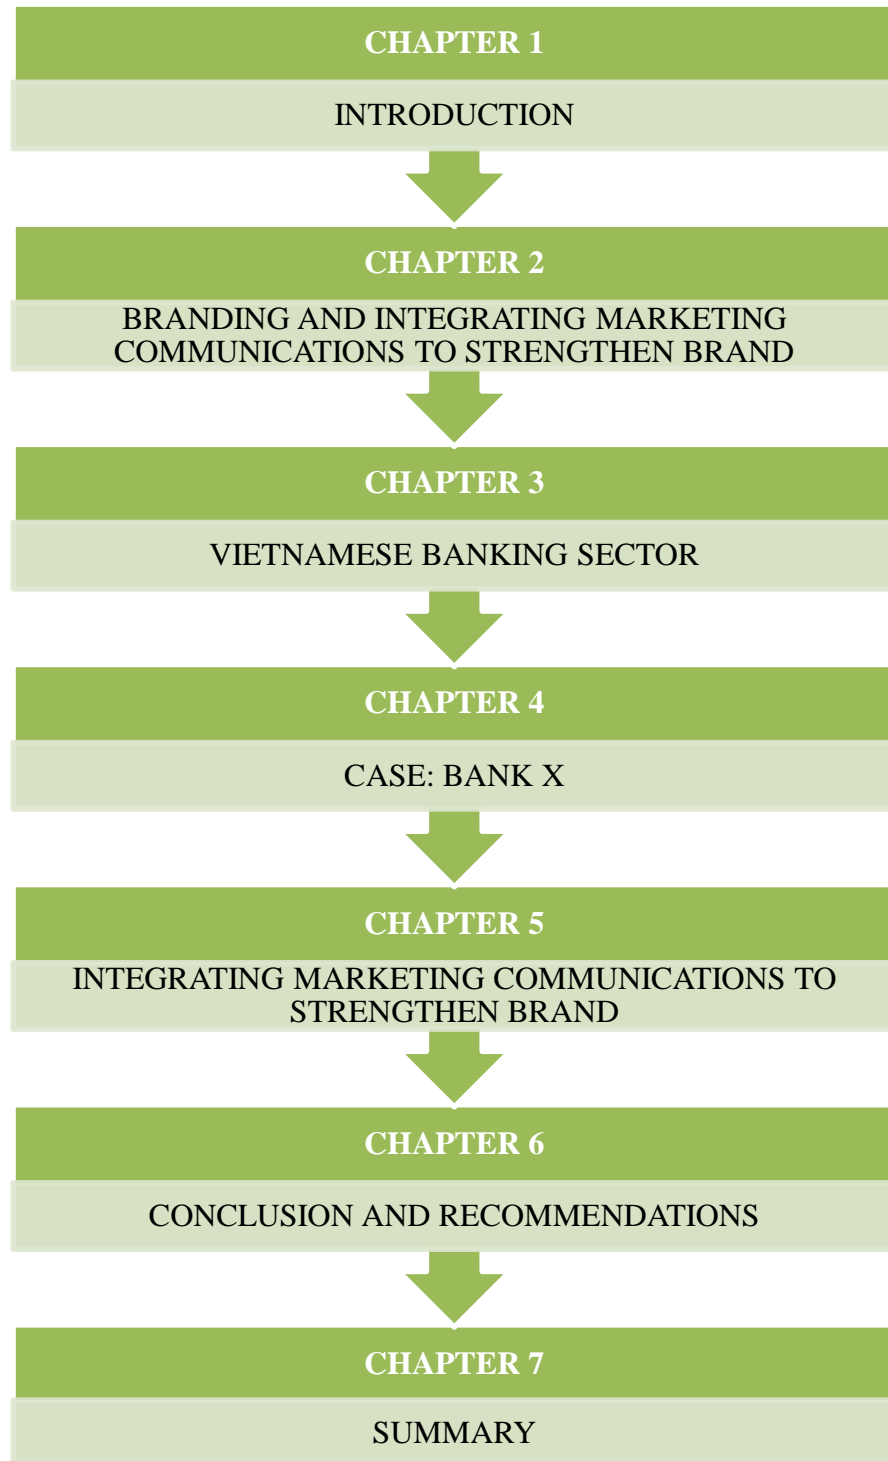 CHAPTER 1
INTRODUCTION
CHAPTER 2
BRANDING AND INTEGRATING MARKETING
COMMUNICATIONS TO STRENGTHEN BRAND
CHAPTER 3
VIETNAMESE BANKING SECTOR
CHAPTER 4
CASE: BANK X
CHAPTER 5
INTEGRATING MARKETING COMMUNICATIONS TO
STRENGTHEN BRAND
CHAPTER 6
CONCLUSION AND RECOMMENDATIONS
CHAPTER 7
SUMMARY